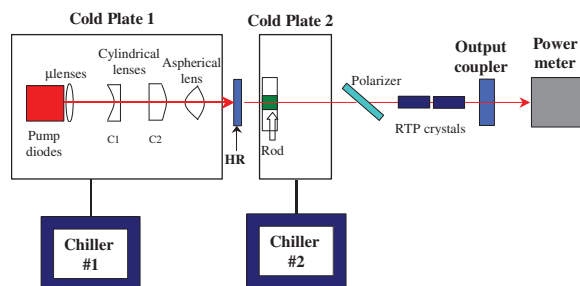 Cold Plate 1
Cold Plate 2
Cylindrical
lenses
Aspherical
lens
μlenses
Pump
diodes
C1
C2
HR
Rod
Polarizer
RTP crystals
Output
coupler
Power
meter
Chiller
#1
Chiller
#2